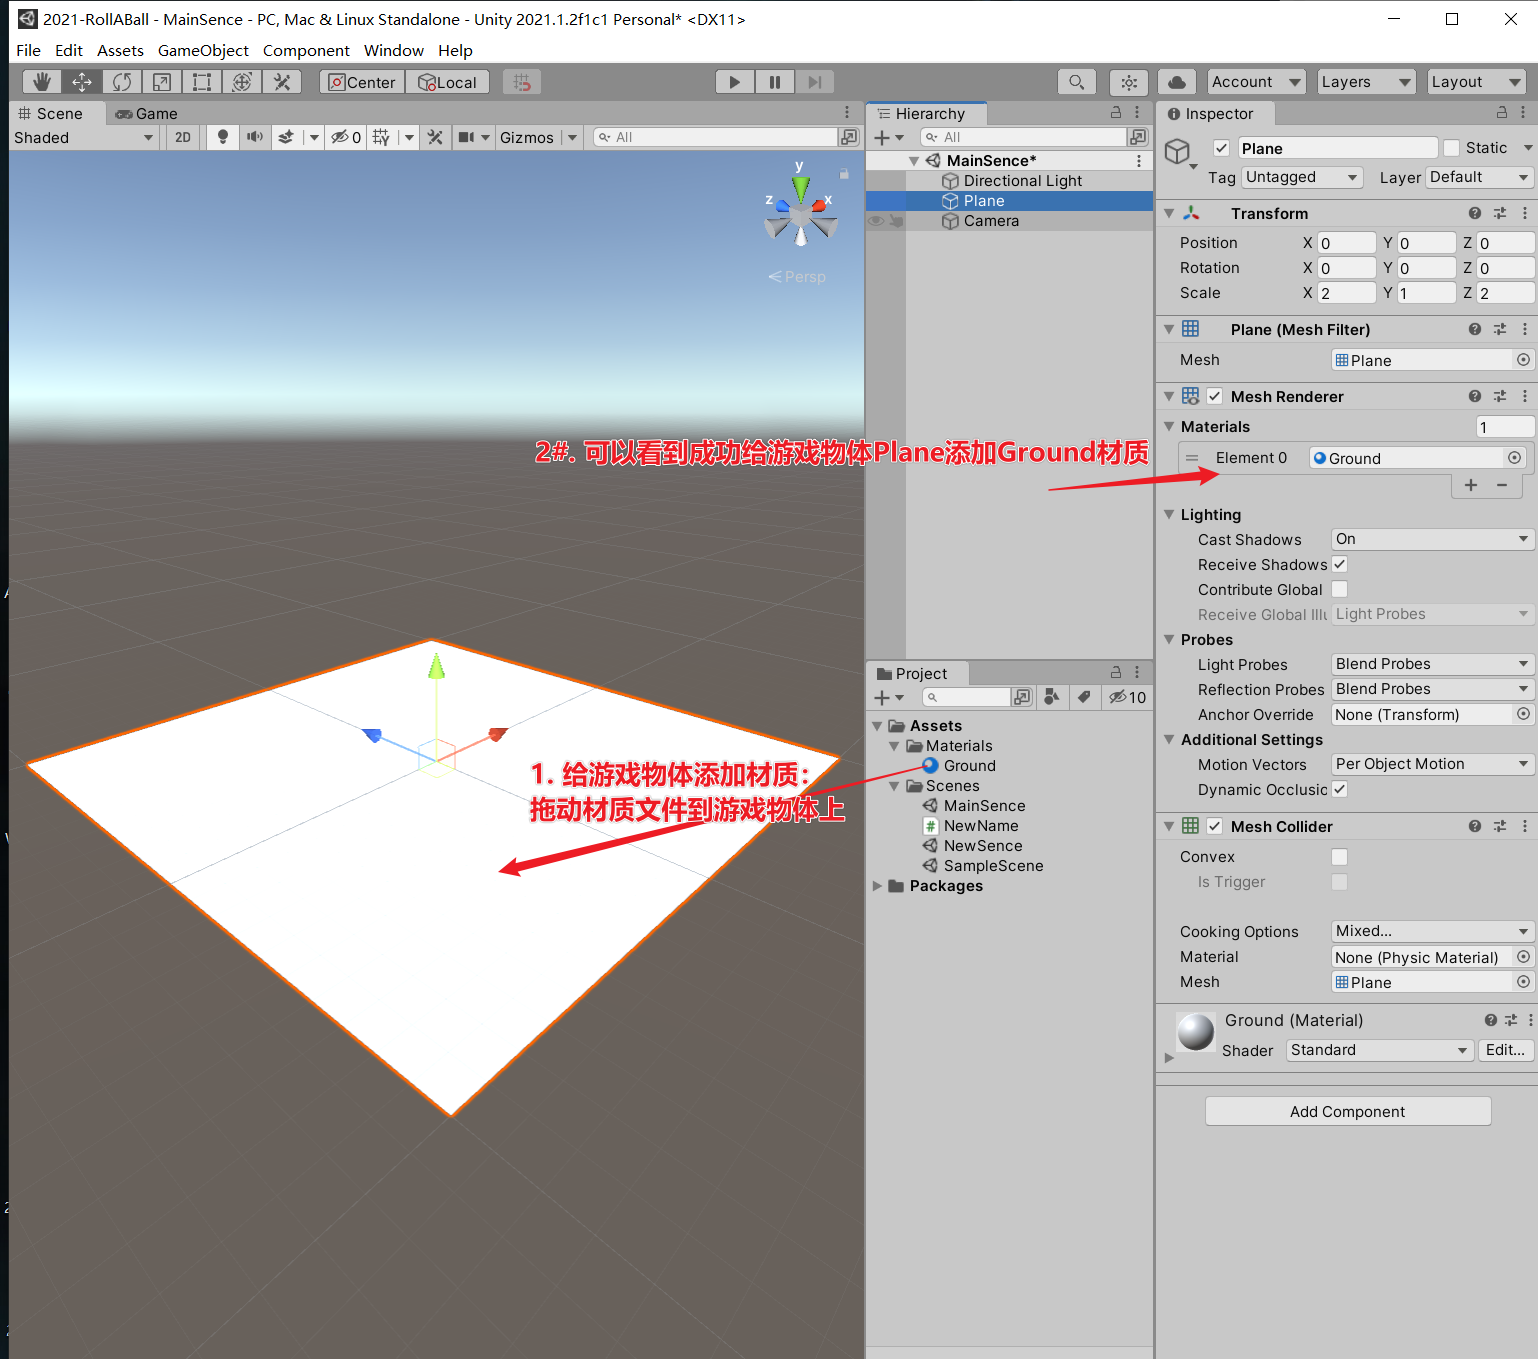 2021-RollABall - MainSence - PC, Mac & Linux Standalone - Unity 2021.1.2f1c1 Personal* <DX11>
File Edit Assets GameObject Component Window Help
Center Local Account Layers Layout
Scene Game
Shaded 2D 0 Gizmos All
y
z x
Persp
2#. 可以看到成功给游戏物体Plane添加Ground材质
1. 给游戏物体添加材质：
拖动材质文件到游戏物体上
Hierarchy
All
MainSence*
Directional Light
Plane
Camera
Project
10
Assets
Materials
Ground
Scenes
MainSence
NewName
NewSence
SampleScene
Packages
Inspector
Plane Static
Tag Untagged Layer Default
Transform
Position X 0 Y 0 Z 0
Rotation X 0 Y 0 Z 0
Scale X 2 Y 1 Z 2
Plane (Mesh Filter)
Mesh Plane
Mesh Renderer
Materials 1
Element 0 Ground
Lighting
Cast Shadows On
Receive Shadows
Contribute Global
Receive Global Illu Light Probes
Probes
Light Probes Blend Probes
Reflection Probes Blend Probes
Anchor Override None (Transform)
Additional Settings
Motion Vectors Per Object Motion
Dynamic Occlusic
Mesh Collider
Convex
Is Trigger
Cooking Options Mixed...
Material None (Physic Material)
Mesh Plane
Ground (Material)
Shader Standard Edit...
Add Component